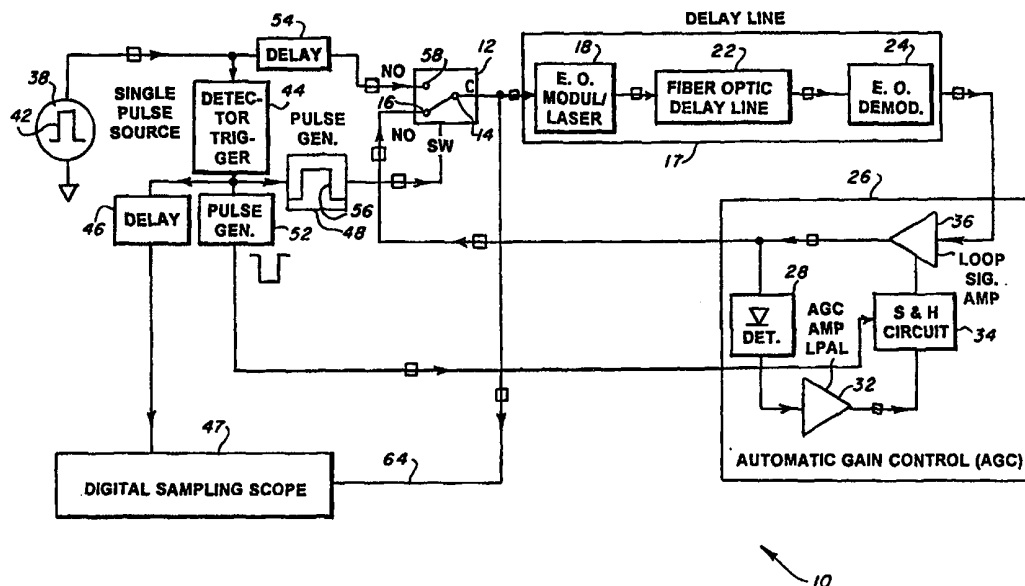 DELAY LINE
54
DELAY
38
42
SINGLE
PULSE
SOURCE
44
DETEC-
TOR
TRIG-
GER
NO
58
12
C
16
14
NO
SW
18
E. O.
MODUL/
LASER
22
FIBER OPTIC
DELAY LINE
24
E. O.
DEMOD.
17
PULSE
GEN.
56
48
46
DELAY
PULSE
GEN.
52
26
36
LOOP
SIG.
AMP
28
DET.
AGC
AMP
LPAL
S & H
CIRCUIT
34
32
AUTOMATIC GAIN CONTROL (AGC)
47
DIGITAL SAMPLING SCOPE
64
10